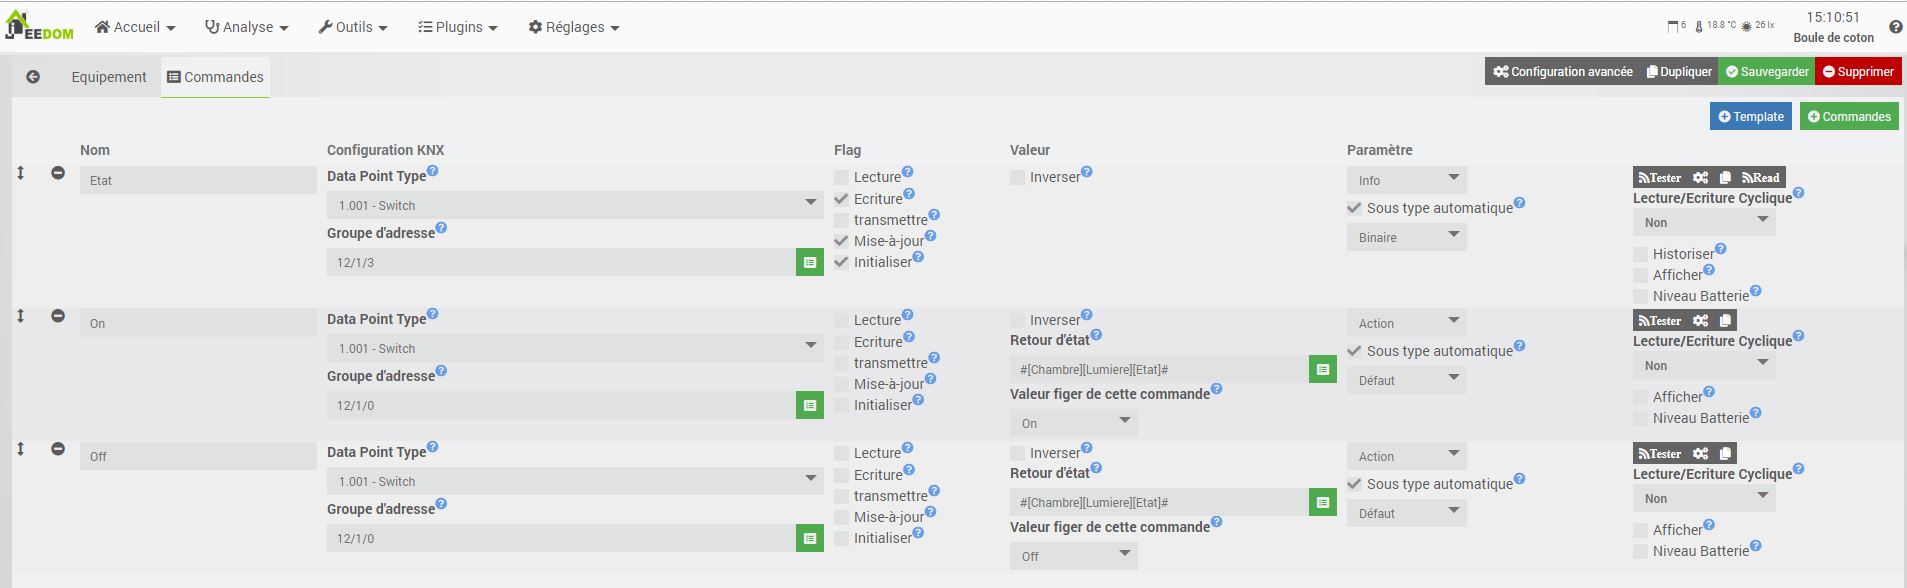 JEEDOM Accueil Analyse Outils Plugins Réglages 6 18.8 °C 26 lx 15:10:51
Boule de coton
Equipement Commandes Configuration avancée Dupliquer Sauvegarder Supprimer
Template Commandes
Nom Configuration KNX Flag Valeur Paramètre
Etat
Data Point Type
1.001 - Switch
Groupe d'adresse
12/1/3
Lecture
Ecriture
transmettre
Mise-à-jour
Initialiser
Inverser
Info
Sous type automatique
Binaire
Tester Read
Lecture/Ecriture Cyclique
Non
Historiser
Afficher
Niveau Batterie
On
Data Point Type
1.001 - Switch
Groupe d'adresse
12/1/0
Lecture
Ecriture
transmettre
Mise-à-jour
Initialiser
Inverser
Retour d'état
#[Chambre][Lumiere][Etat]#
Valeur figer de cette commande
On
Action
Sous type automatique
Défaut
Tester
Lecture/Ecriture Cyclique
Non
Afficher
Niveau Batterie
Off
Data Point Type
1.001 - Switch
Groupe d'adresse
12/1/0
Lecture
Ecriture
transmettre
Mise-à-jour
Initialiser
Inverser
Retour d'état
#[Chambre][Lumiere][Etat]#
Valeur figer de cette commande
Off
Action
Sous type automatique
Défaut
Tester
Lecture/Ecriture Cyclique
Non
Afficher
Niveau Batterie